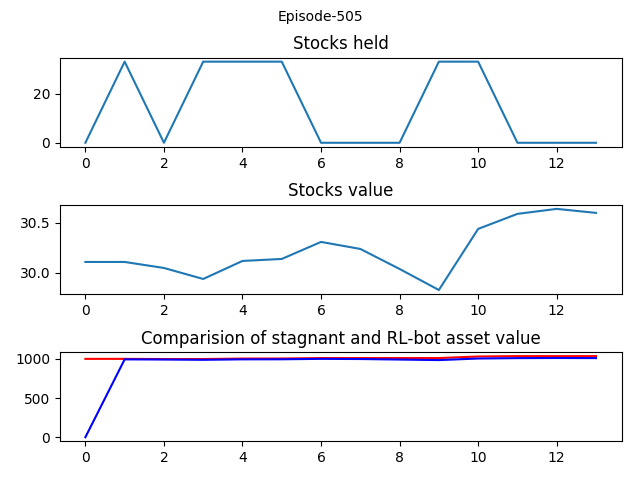 Episode-505
Stocks held
20
0
0 2 4 6 8 10 12
Stocks value
30.5
30.0
0 2 4 6 8 10 12
Comparision of stagnant and RL-bot asset value
1000
500
0
0 2 4 6 8 10 12